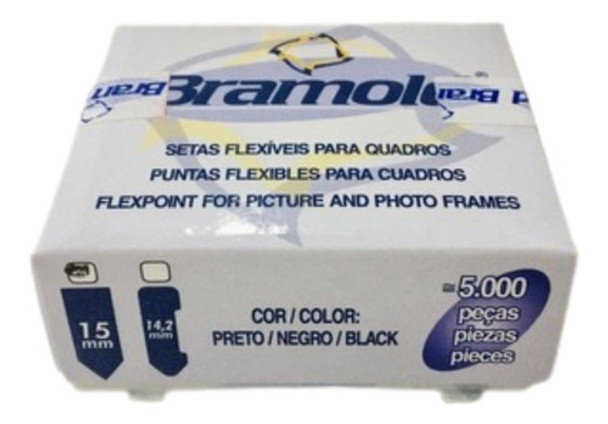 Bramold
SETAS FLEXÍVEIS PARA QUADROS
PUNTAS FLEXIBLES PARA CUADROS
FLEXPOINT FOR PICTURE AND PHOTO FRAMES
15
mm
14,2
mm
COR / COLOR:
PRETO / NEGRO / BLACK
≅5.000
peças
piezas
pieces